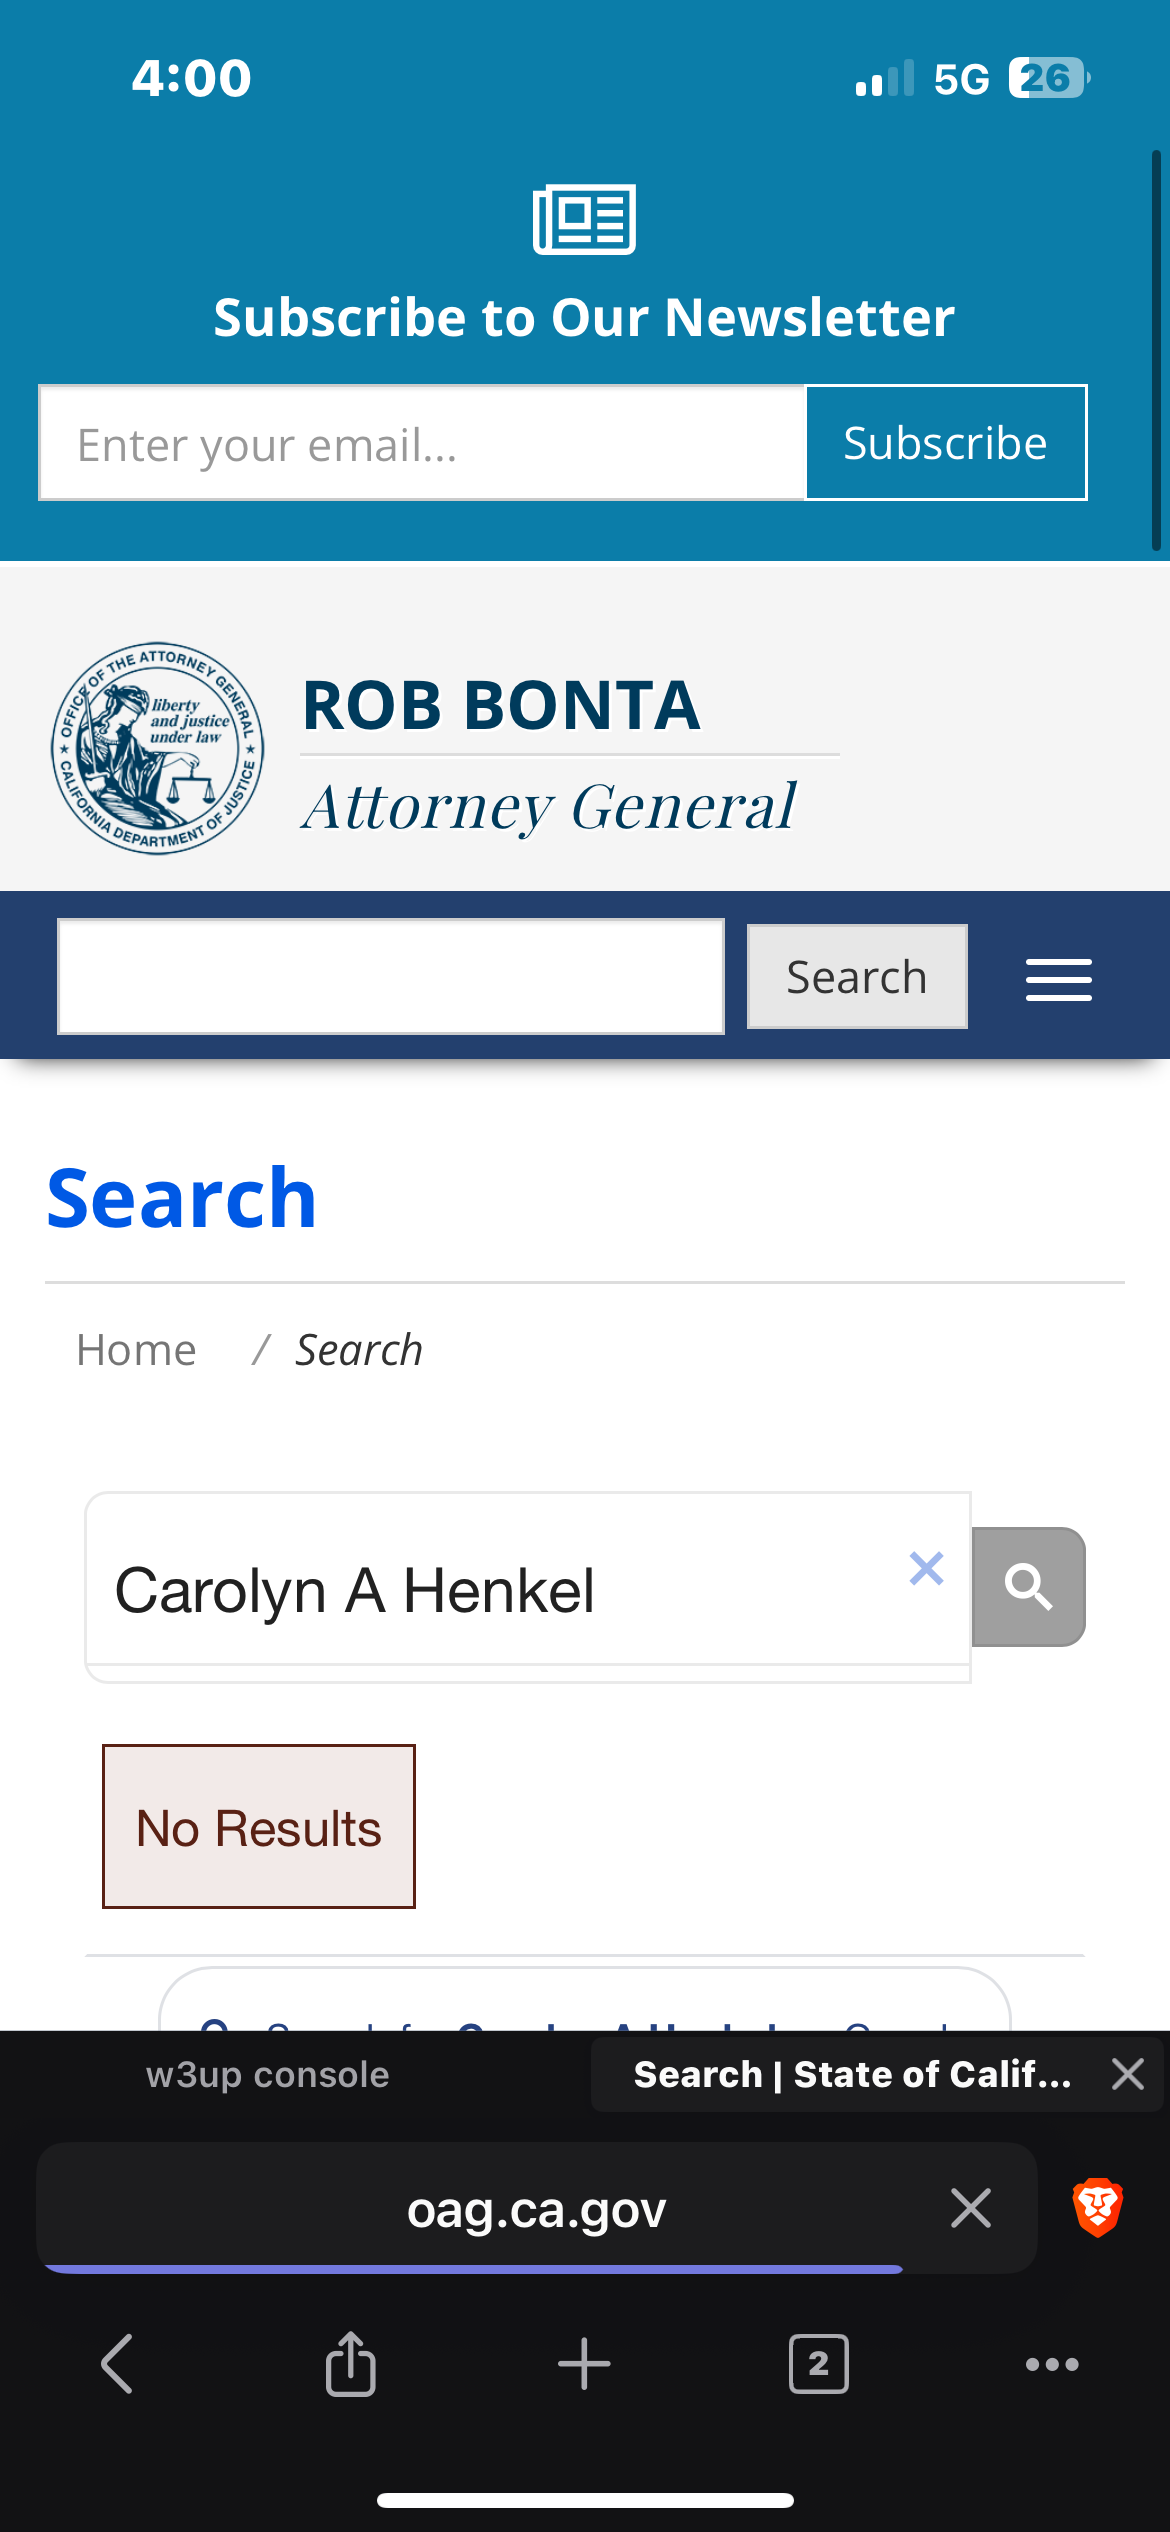 4:00
5G 26
Subscribe to Our Newsletter
Enter your email...
Subscribe
OFFICE OF THE ATTORNEY GENERAL
liberty
and justice
under law
CALIFORNIA DEPARTMENT OF JUSTICE
ROB BONTA
Attorney General
Search
Search
Home / Search
Carolyn A Henkel
No Results
w3up console
Search | State of Calif...
oag.ca.gov
2